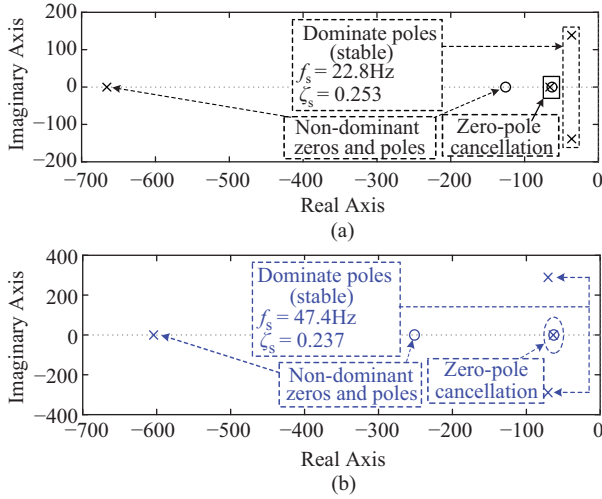 200
100
0
−100
−200
Imaginary Axis
Dominate poles
(stable)
fs = 22.8Hz
ζs = 0.253
Non-dominant
zeros and poles
Zero-pole
cancellation
−700 −600 −500 −400 −300 −200 −100 0
Real Axis
(a)
400
200
0
−200
−400
Imaginary Axis
Dominate poles
(stable)
fs = 47.4Hz
ζs = 0.237
Non-dominant
zeros and poles
Zero-pole
cancellation
−700 −600 −500 −400 −300 −200 −100 0
Real Axis
(b)